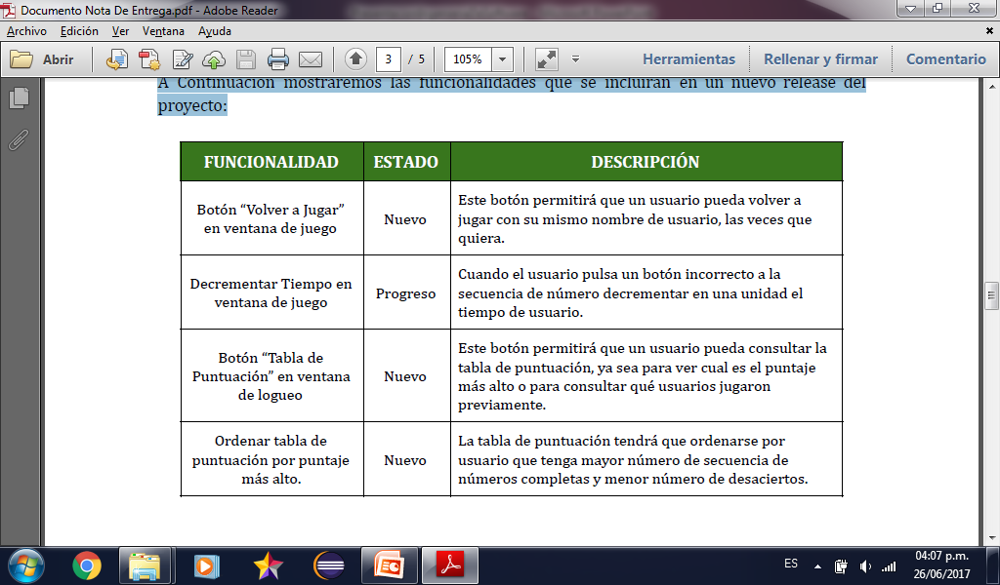 Documento Nota De Entrega.pdf - Adobe Reader
Archivo Edición Ver Ventana Ayuda
Abrir 3 / 5 105% Herramientas Rellenar y firmar Comentario
A Continuación mostraremos las funcionalidades que se incluirán en un nuevo release del
proyecto:
FUNCIONALIDAD ESTADO DESCRIPCIÓN
Botón “Volver a Jugar”
en ventana de juego
Nuevo
Este botón permitirá que un usuario pueda volver a
jugar con su mismo nombre de usuario, las veces que
quiera.
Decrementar Tiempo en
ventana de juego
Progreso
Cuando el usuario pulsa un botón incorrecto a la
secuencia de número decrementar en una unidad el
tiempo de usuario.
Botón “Tabla de
Puntuación” en ventana
de logueo
Nuevo
Este botón permitirá que un usuario pueda consultar la
tabla de puntuación, ya sea para ver cual es el puntaje
más alto o para consultar qué usuarios jugaron
previamente.
Ordenar tabla de
puntuación por puntaje
más alto.
Nuevo
La tabla de puntuación tendrá que ordenarse por
usuario que tenga mayor número de secuencia de
números completas y menor número de desaciertos.
ES
04:07 p.m.
26/06/2017